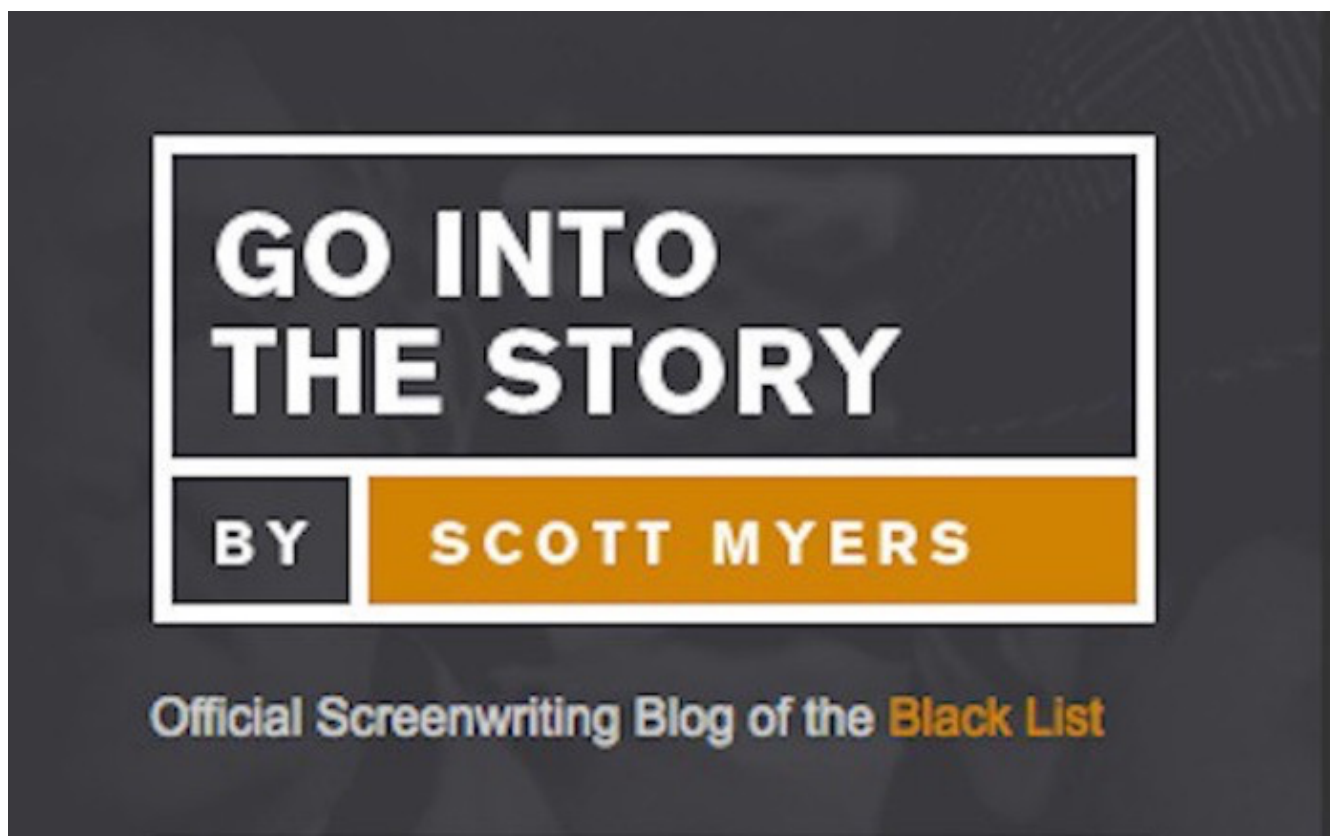 GO INTO
THE STORY
BY SCOTT MYERS
Official Screenwriting Blog of the Black List